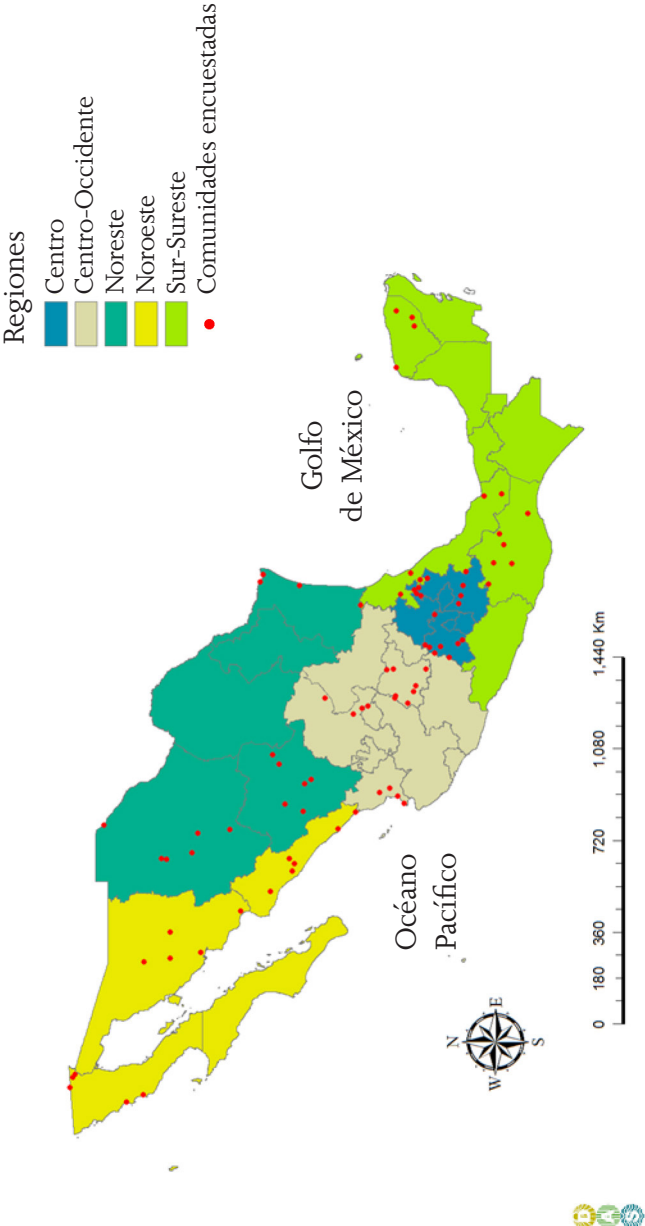 Regiones
Centro
Centro-Occidente
Noreste
Noroeste
Sur-Sureste
Comunidades encuestadas
Golfo
de México
Océano
Pacífico
N
W
E
S
0 180 360 720 1,080 1,440 Km
D
A
S